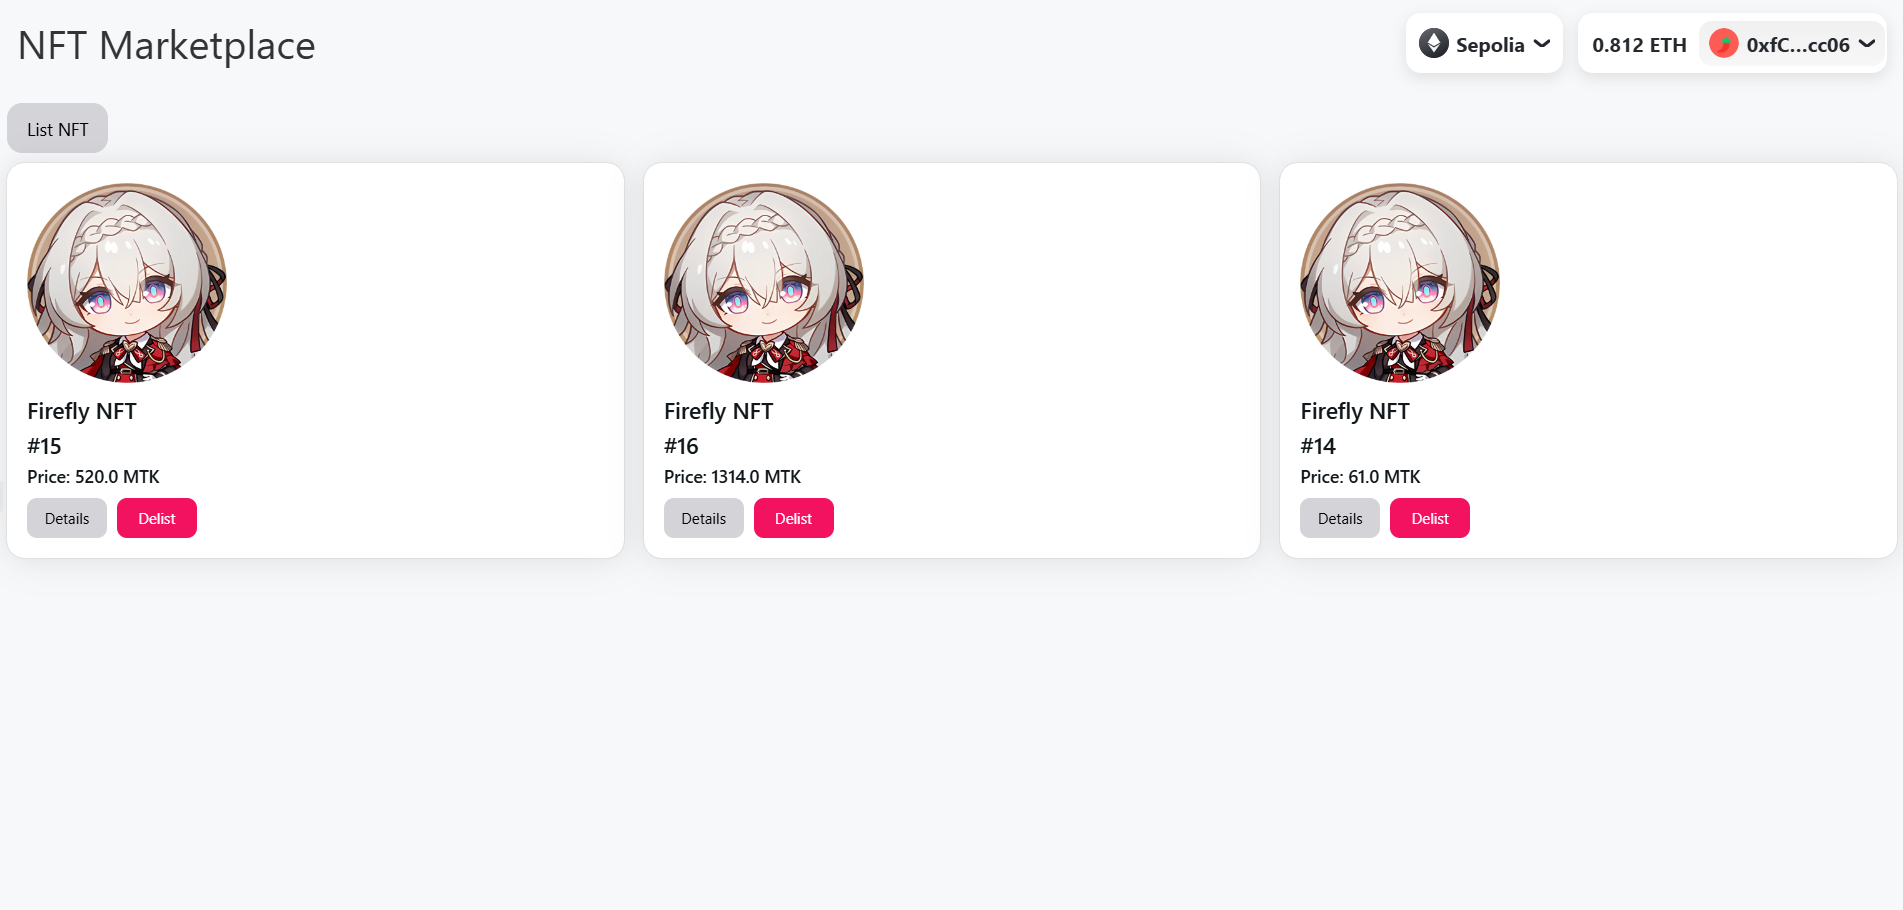 NFT Marketplace
Sepolia
0.812 ETH
0xfC...cc06
List NFT
Firefly NFT
#15
Price: 520.0 MTK
Details
Delist
Firefly NFT
#16
Price: 1314.0 MTK
Details
Delist
Firefly NFT
#14
Price: 61.0 MTK
Details
Delist